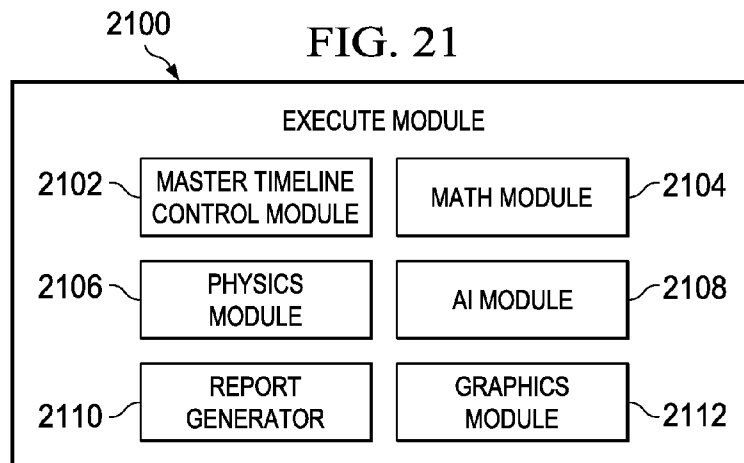 2100
FIG. 21
EXECUTE MODULE
2102
MASTER TIMELINE
CONTROL MODULE
MATH MODULE
2104
2106
PHYSICS
MODULE
AI MODULE
2108
2110
REPORT
GENERATOR
GRAPHICS
MODULE
2112